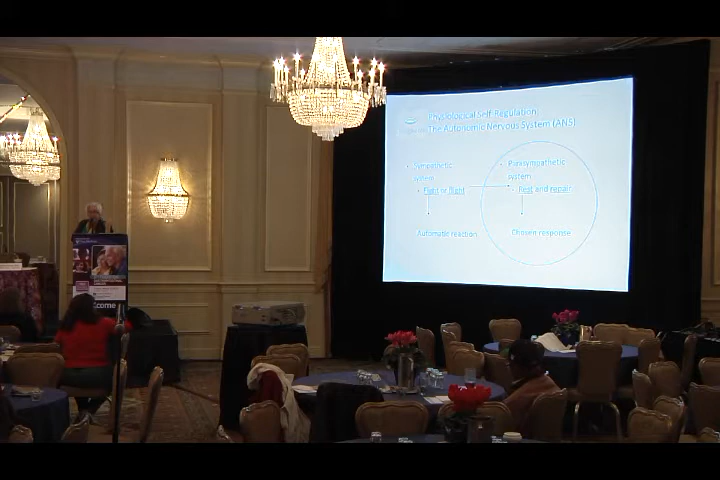 Physiological Self-Regulation
The Autonomic Nervous System (ANS)
• Sympathetic
system
• Fight or flight
Automatic reaction
• Parasympathetic
system
• Rest and repair
Chosen response